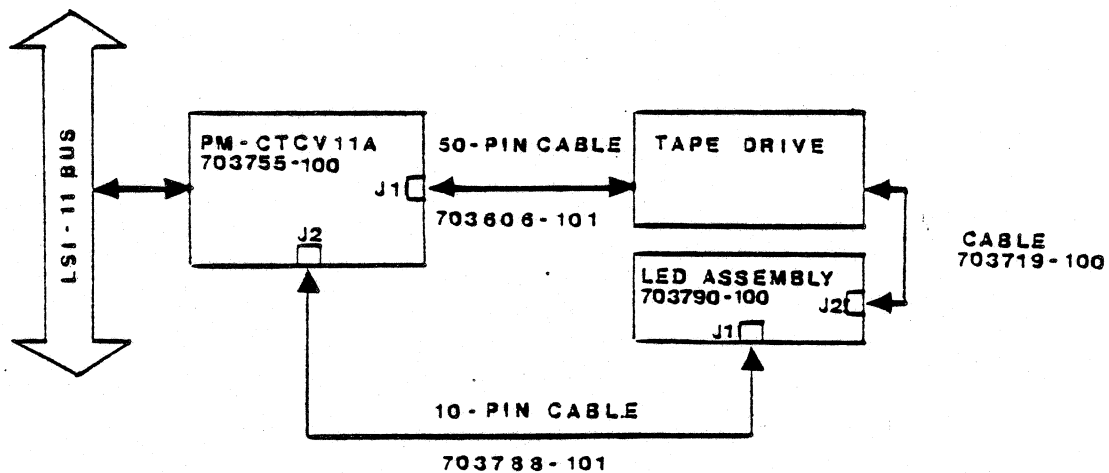 LSI-11 BUS
PM-CTCV11A
703755-100
J1
J2
50-PIN CABLE
703606-101
TAPE DRIVE
CABLE
703719-100
LED ASSEMBLY
703790-100
J2
J1
10-PIN CABLE
703788-101